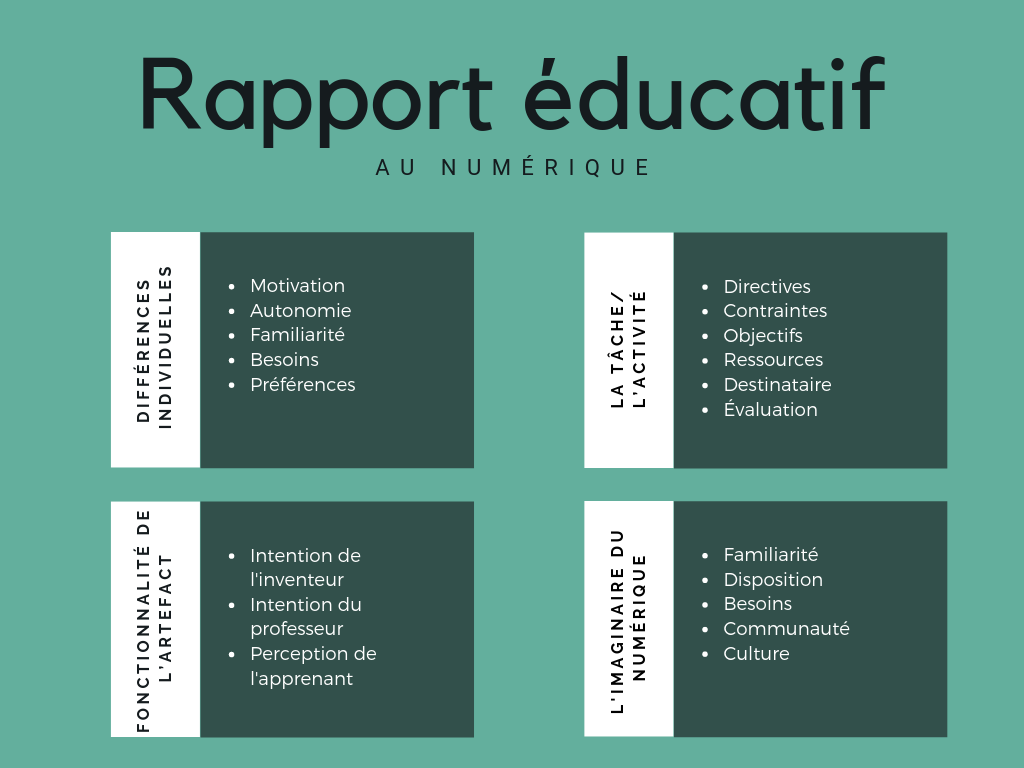 Rapport éducatif
AU NUMÉRIQUE
DIFFÉRENCES
INDIVIDUELLES
• Motivation
• Autonomie
• Familiarité
• Besoins
• Préférences
LA TÂCHE/
L'ACTIVITÉ
• Directives
• Contraintes
• Objectifs
• Ressources
• Destinataire
• Évaluation
FONCTIONNALITÉ DE
L'ARTEFACT
• Intention de
l'inventeur
• Intention du
professeur
• Perception de
l'apprenant
L'IMAGINAIRE DU
NUMÉRIQUE
• Familiarité
• Disposition
• Besoins
• Communauté
• Culture